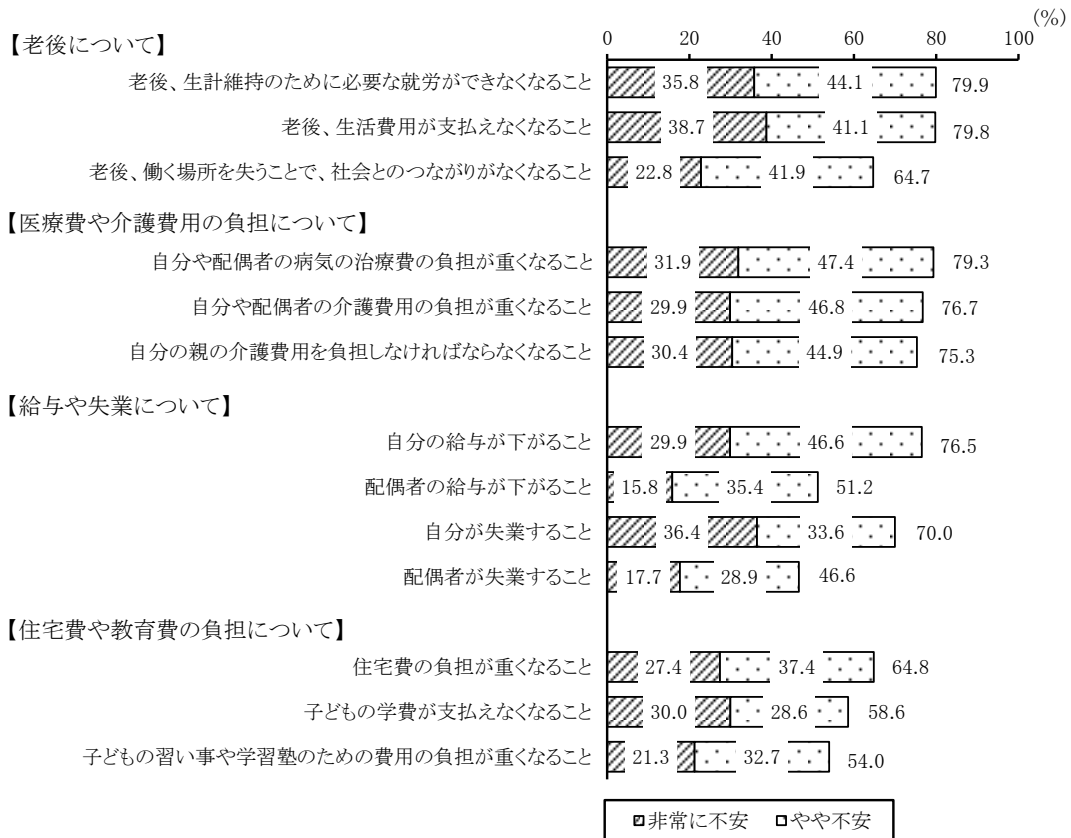 (%)
0 20 40 60 80 100
【老後について】
老後、生計維持のために必要な就労ができなくなること 35.8 44.1 79.9
老後、生活費用が支払えなくなること 38.7 41.1 79.8
老後、働く場所を失うことで、社会とのつながりがなくなること 22.8 41.9 64.7
【医療費や介護費用の負担について】
自分や配偶者の病気の治療費の負担が重くなること 31.9 47.4 79.3
自分や配偶者の介護費用の負担が重くなること 29.9 46.8 76.7
自分の親の介護費用を負担しなければならなくなること 30.4 44.9 75.3
【給与や失業について】
自分の給与が下がること 29.9 46.6 76.5
配偶者の給与が下がること 15.8 35.4 51.2
自分が失業すること 36.4 33.6 70.0
配偶者が失業すること 17.7 28.9 46.6
【住宅費や教育費の負担について】
住宅費の負担が重くなること 27.4 37.4 64.8
子どもの学費が支払えなくなること 30.0 28.6 58.6
子どもの習い事や学習塾のための費用の負担が重くなること 21.3 32.7 54.0
非常に不安 やや不安